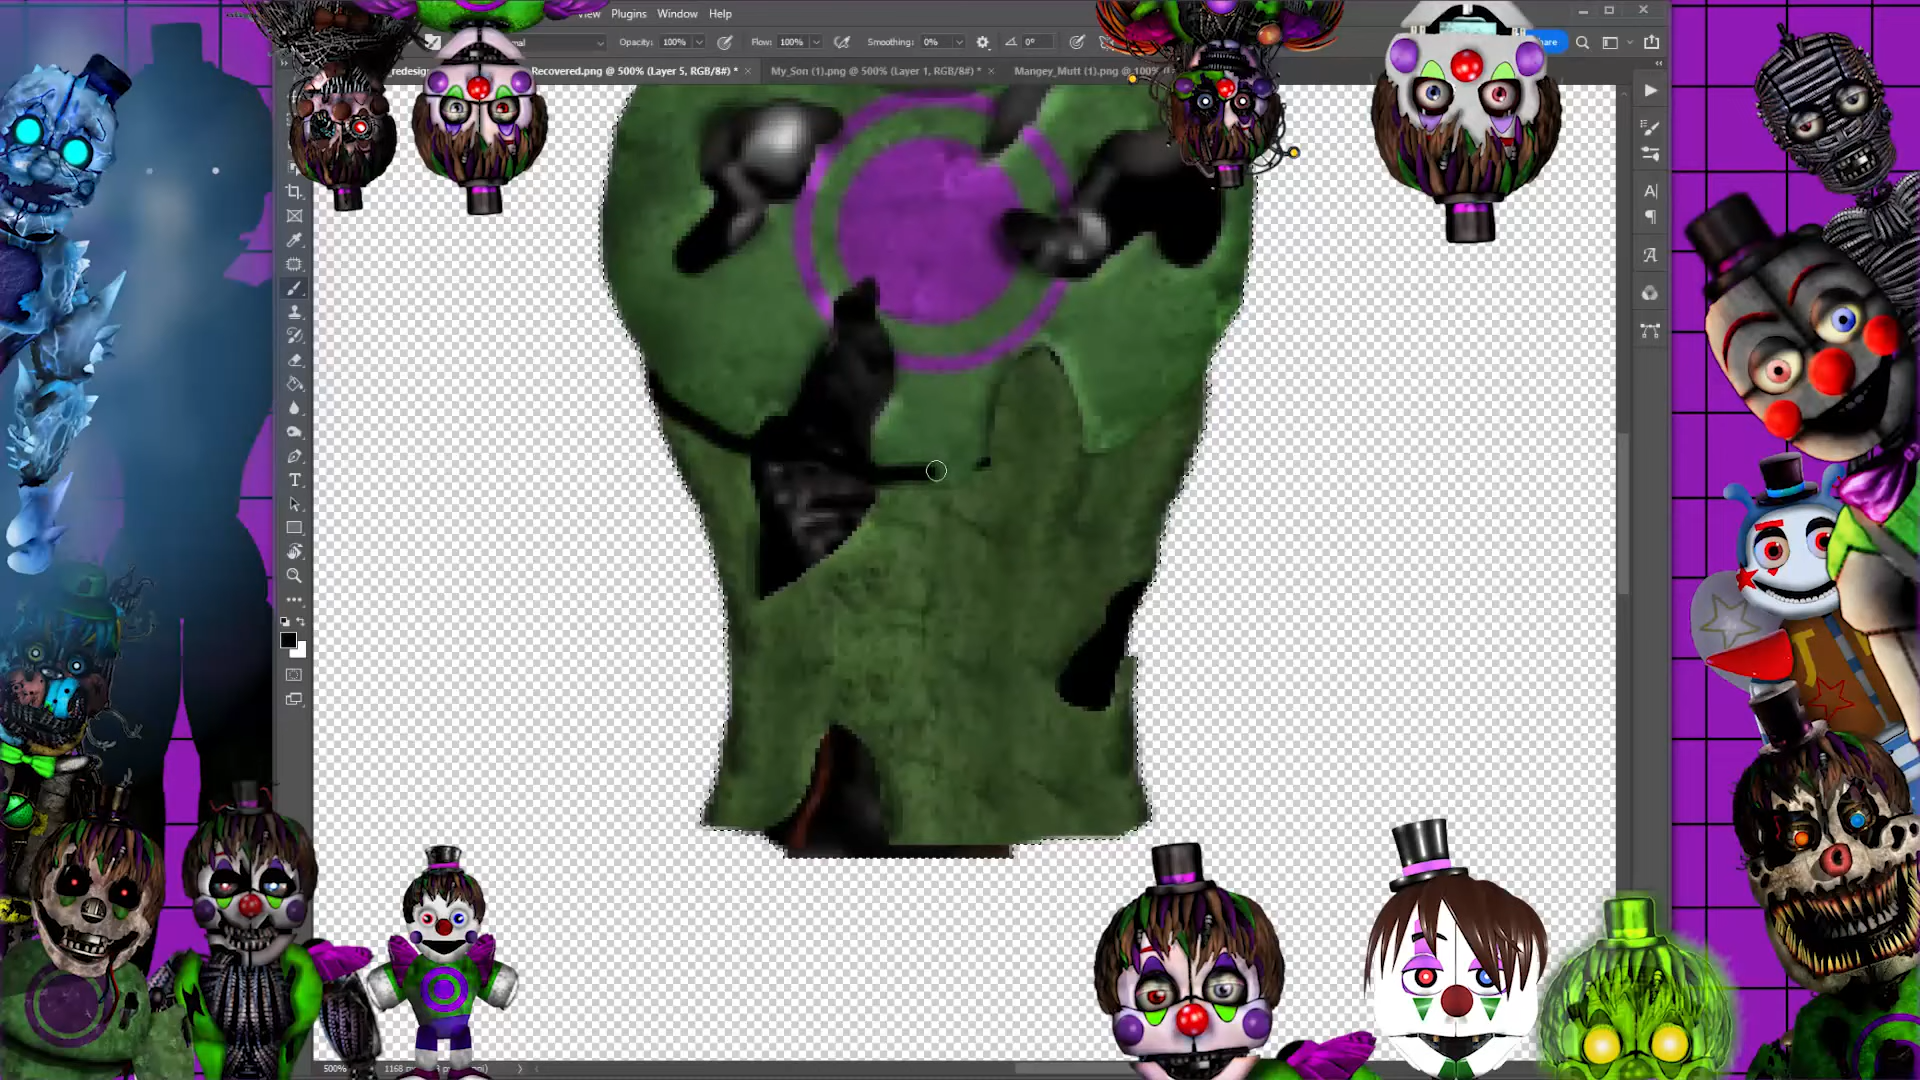 View Plugins Window Help
Opacity: 100% Flow: 100% Smoothing: 0% 0°
Recovered.png @ 500% (Layer 5, RGB/8#) * × My_Son (1).png @ 500% (Layer 1, RGB/8#) * × Mangey_Mutt (1).png @ 100%
500%